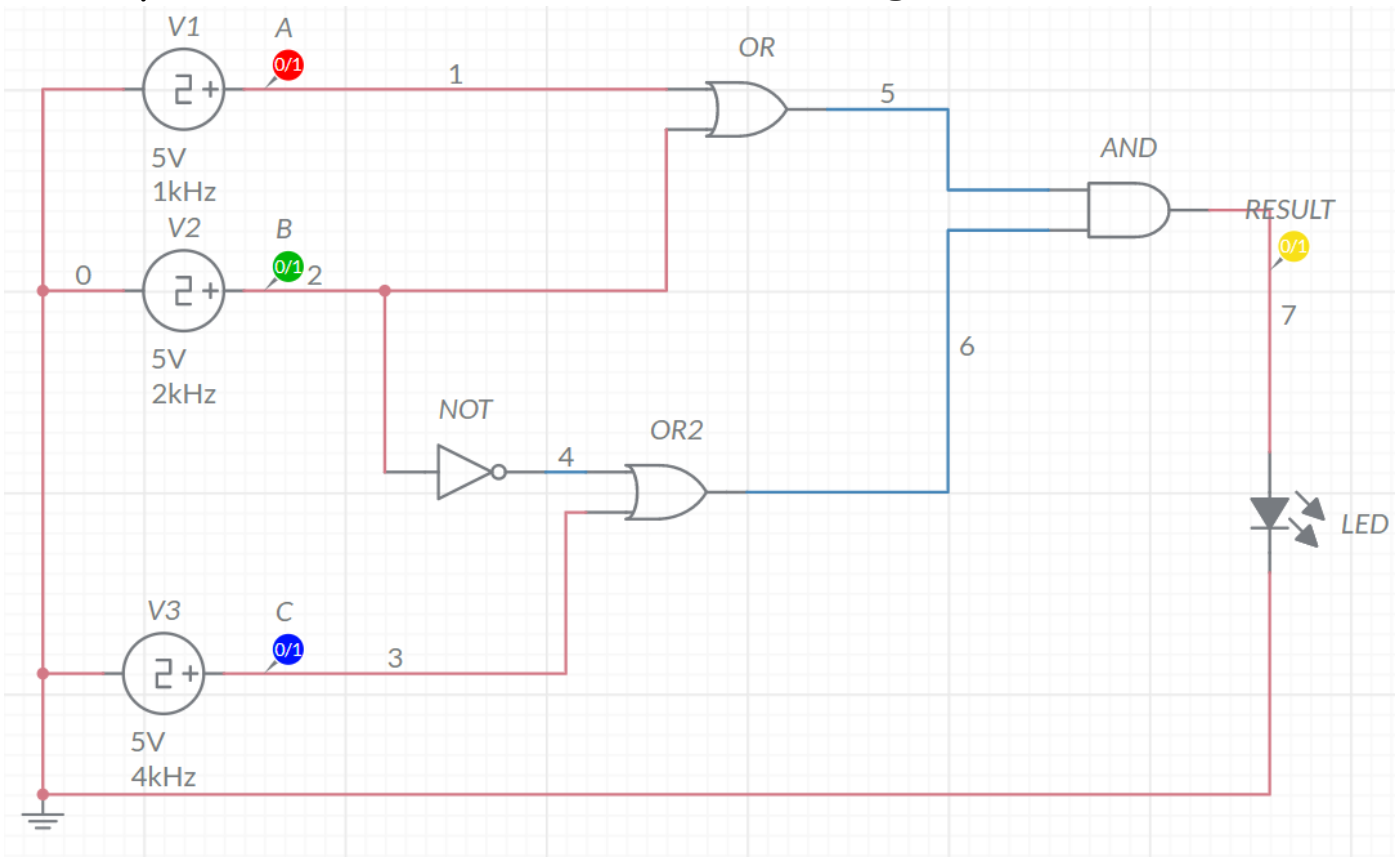 V1 A
0/1
1
OR
5
5V
1kHz
AND
V2 B
0/1
2
0
RESULT
0/1
7
5V
2kHz
6
NOT
OR2
4
LED
V3 C
0/1
3
5V
4kHz